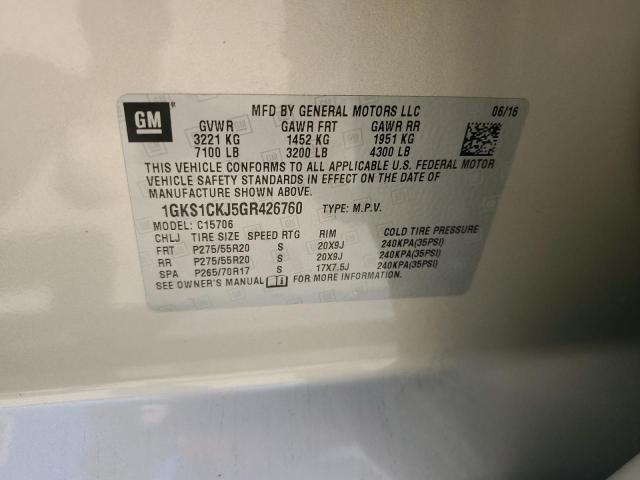 GM
MFD BY GENERAL MOTORS LLC 06/16
GVWR GAWR FRT GAWR RR
3221 KG 1452 KG 1951 KG
7100 LB 3200 LB 4300 LB
THIS VEHICLE CONFORMS TO ALL APPLICABLE U.S. FEDERAL MOTOR
VEHICLE SAFETY STANDARDS IN EFFECT ON THE DATE OF
MANUFACTURE SHOWN ABOVE.
1GKS1CKJ5GR426760 TYPE: M.P.V.
MODEL: C15706
CHLJ TIRE SIZE SPEED RTG RIM COLD TIRE PRESSURE
FRT P275/55R20 S 20X9J 240KPA(35PSI)
RR P275/55R20 S 20X9J 240KPA(35PSI)
SPA P265/70R17 S 17X7.5J 240KPA(35PSI)
SEE OWNER'S MANUAL FOR MORE INFORMATION.